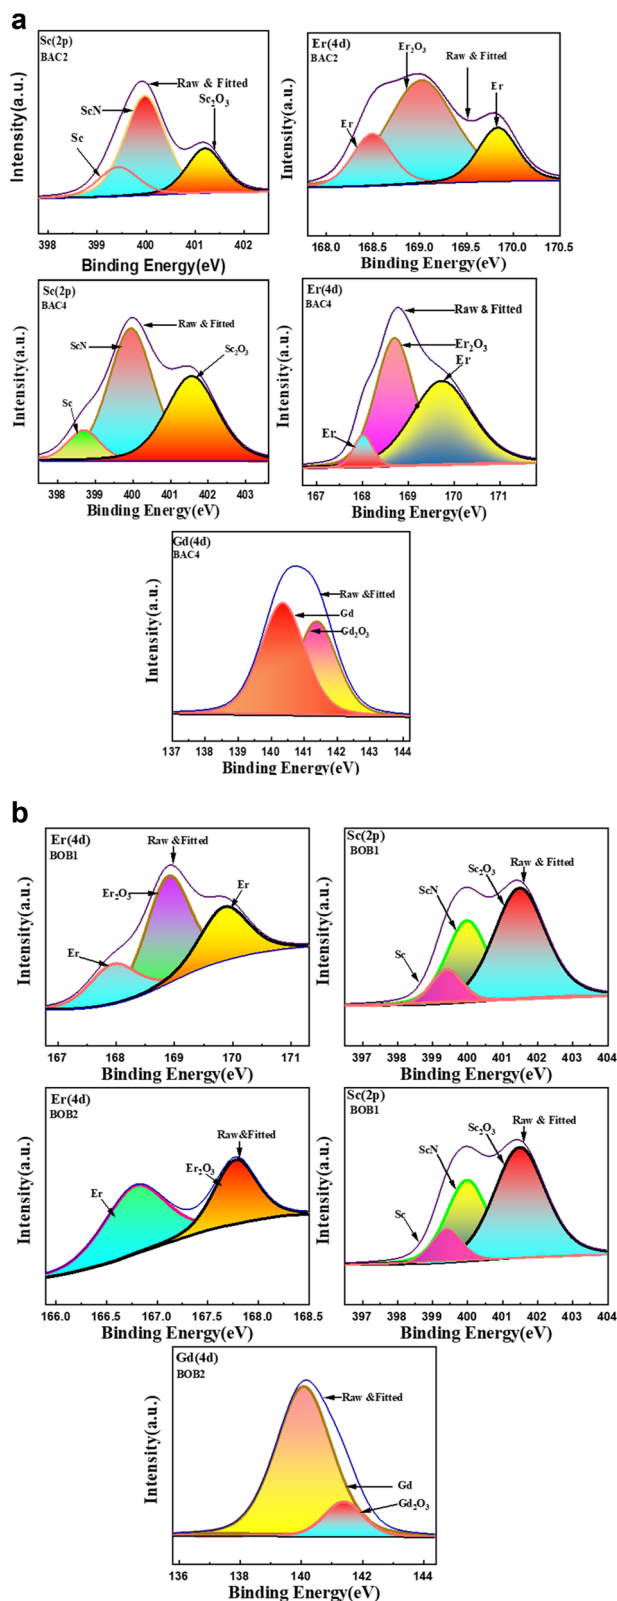 a
Sc(2p)
BAC2
Raw & Fitted
ScN
Sc₂O₃
Sc
Intensity(a.u.)
398 399 400 401 402
Binding Energy(eV)
Er(4d)
BAC2
Er₂O₃
Raw & Fitted
Er
Er
Intensity(a.u.)
168.0 168.5 169.0 169.5 170.0 170.5
Binding Energy(eV)
Sc(2p)
BAC4
Raw & Fitted
ScN
Sc₂O₃
Sc
Intensity(a.u.)
398 399 400 401 402 403
Binding Energy(eV)
Er(4d)
BAC4
Raw & Fitted
Er₂O₃
Er
Er
Intensity(a.u.)
167 168 169 170 171
Binding Energy(eV)
Gd(4d)
BAC4
Raw &Fitted
Gd
Gd₂O₃
Intensity(a.u.)
137 138 139 140 141 142 143 144
Binding Energy(eV)
b
Er(4d)
BOB1
Raw &Fitted
Er₂O₃
Er
Er
Intensity(a.u.)
167 168 169 170 171
Binding Energy(eV)
Sc(2p)
BOB1
Sc₂O₃
Raw & Fitted
ScN
Sc
Intensity(a.u.)
397 398 399 400 401 402 403 404
Binding Energy(eV)
Er(4d)
BOB2
Raw&Fitted
Er₂O₃
Er
Intensity(a.u.)
166.0 166.5 167.0 167.5 168.0 168.5
Binding Energy(eV)
Sc(2p)
BOB1
Sc₂O₃
Raw & Fitted
ScN
Sc
Intensity(a.u.)
397 398 399 400 401 402 403 404
Binding Energy(eV)
Gd(4d)
BOB2
Raw &Fitted
Gd
Gd₂O₃
Intensity(a.u.)
136 138 140 142 144
Binding Energy(eV)